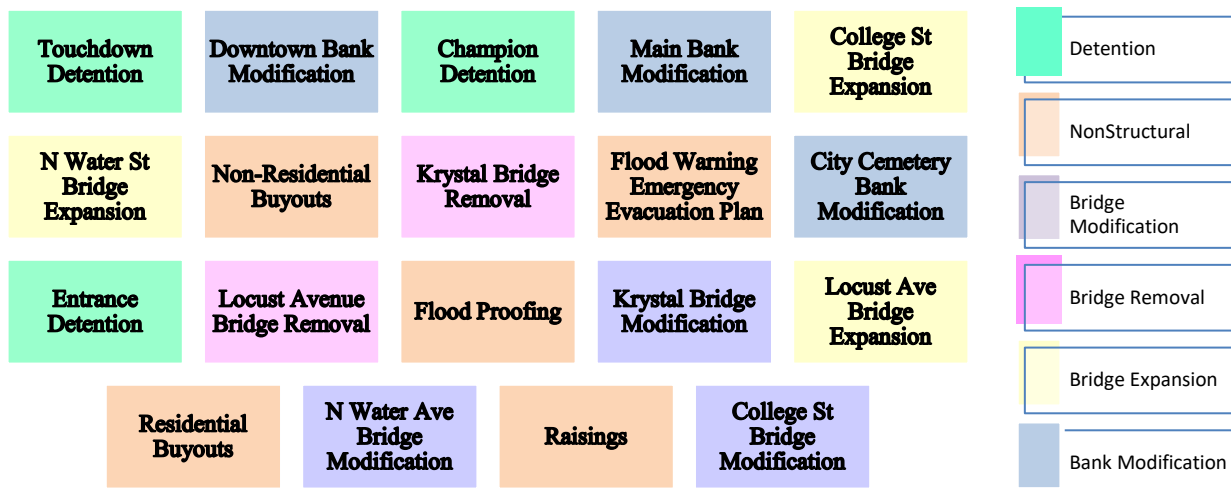 Touchdown
Detention
Downtown Bank
Modification
Champion
Detention
Main Bank
Modification
College St
Bridge
Expansion
N Water St
Bridge
Expansion
Non-Residential
Buyouts
Krystal Bridge
Removal
Flood Warning
Emergency
Evacuation Plan
City Cemetery
Bank
Modification
Entrance
Detention
Locust Avenue
Bridge Removal
Flood Proofing
Krystal Bridge
Modification
Locust Ave
Bridge
Expansion
Residential
Buyouts
N Water Ave
Bridge
Modification
Raisings
College St
Bridge
Modification
Detention
NonStructural
Bridge
Modification
Bridge Removal
Bridge Expansion
Bank Modification